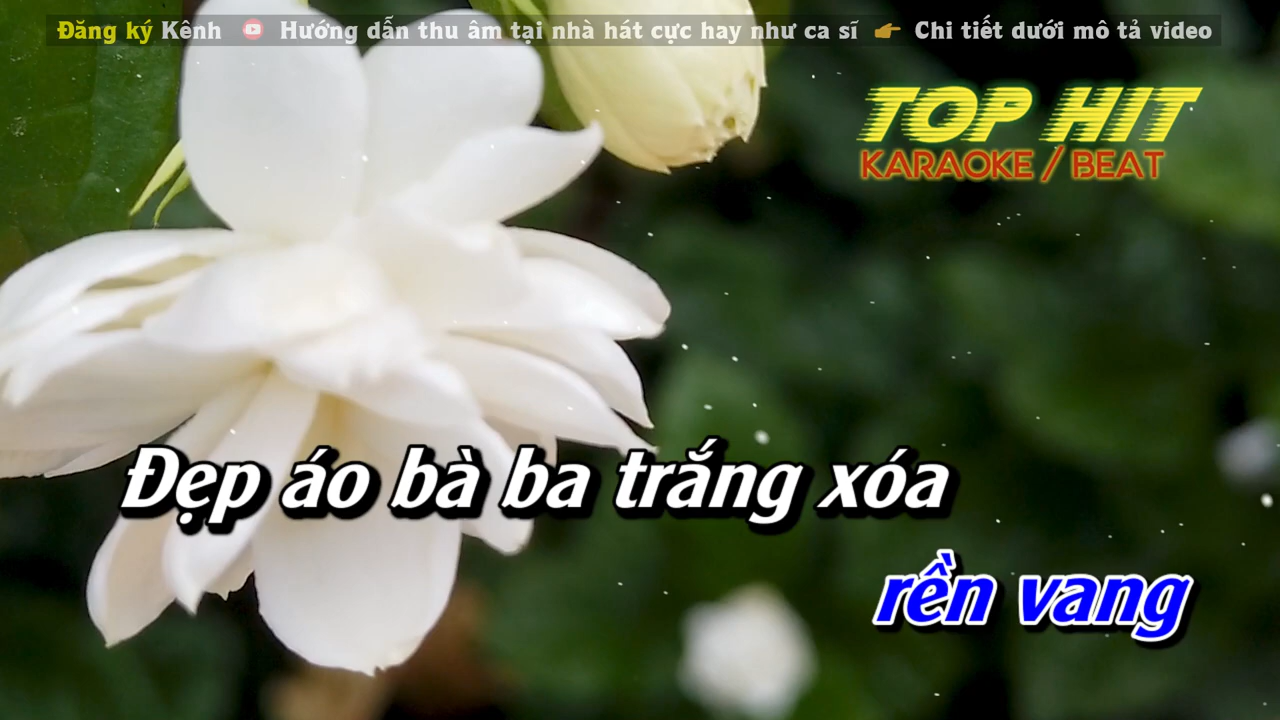 Đăng ký Kênh Hướng dẫn thu âm tại nhà hát cực hay như ca sí Chi tiết dưới mô tả video
TOP HIT
KARAOKE / BEAT
Đẹp áo bà ba trắng xóa
rền vang